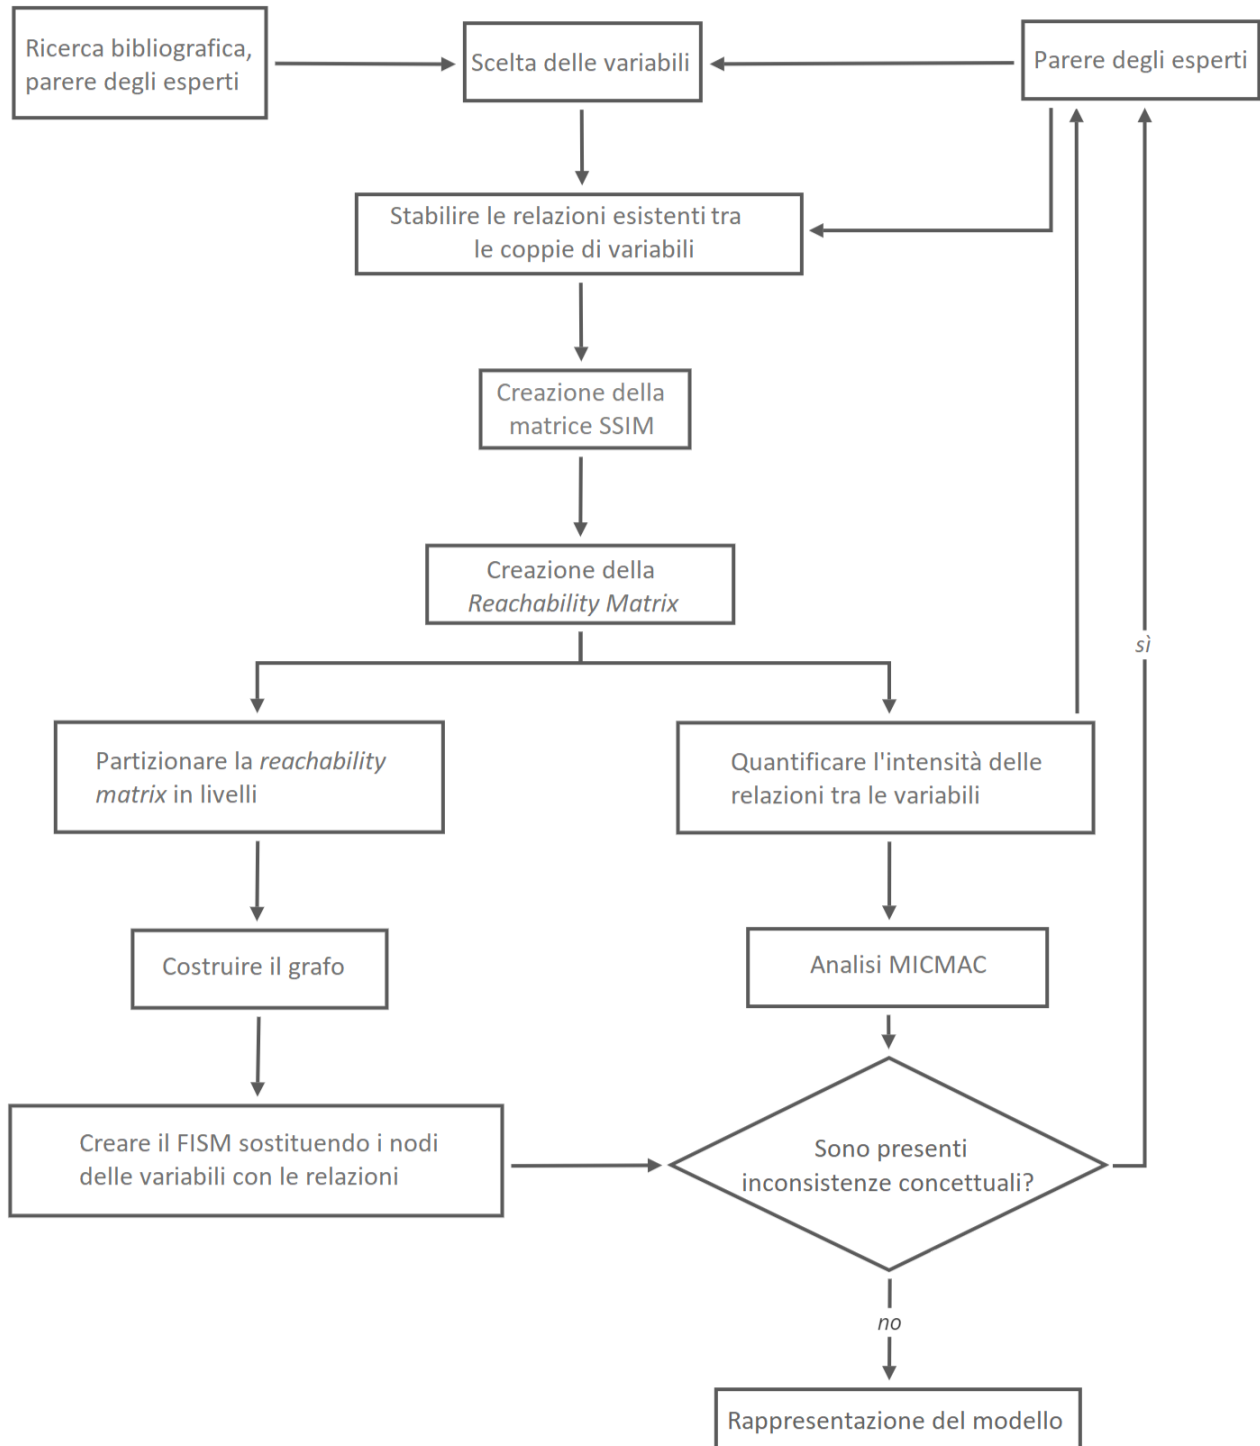 Ricerca bibliografica,
parere degli esperti
Scelta delle variabili
Parere degli esperti
Stabilire le relazioni esistenti tra
le coppie di variabili
Creazione della
matrice SSIM
Creazione della
Reachability Matrix
sì
Partizionare la reachability
matrix in livelli
Quantificare l'intensità delle
relazioni tra le variabili
Costruire il grafo
Analisi MICMAC
Creare il FISM sostituendo i nodi
delle variabili con le relazioni
Sono presenti
inconsistenze concettuali?
no
Rappresentazione del modello